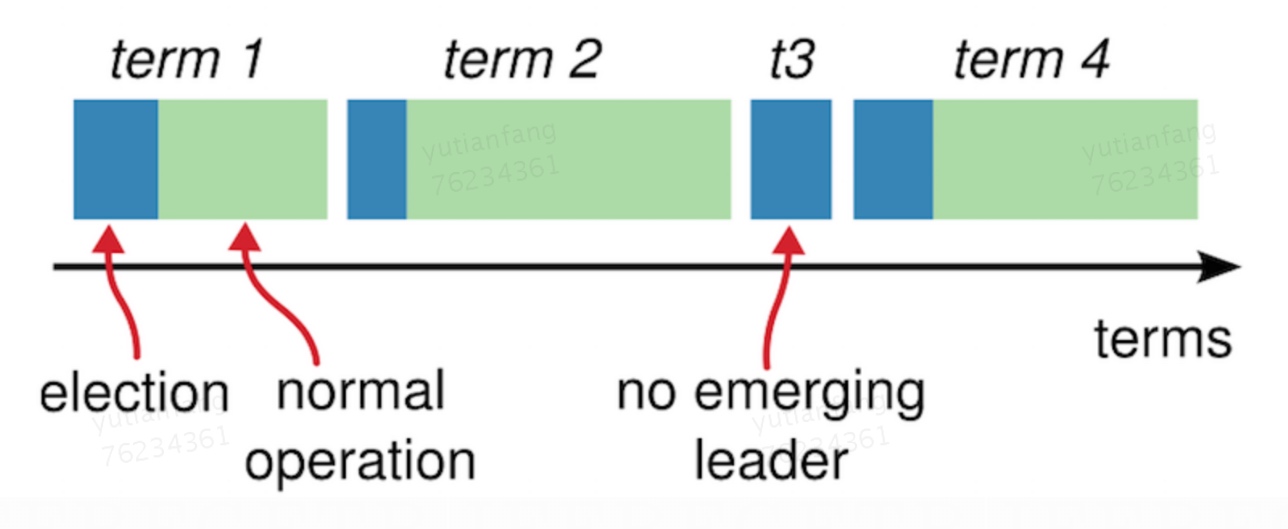 term 1
term 2
t3
term 4
yutianfang
76234361
yutianfang
76234361
terms
election
normal
operation
no emerging
leader
yutianfang
76234361
yutianfang
76234361